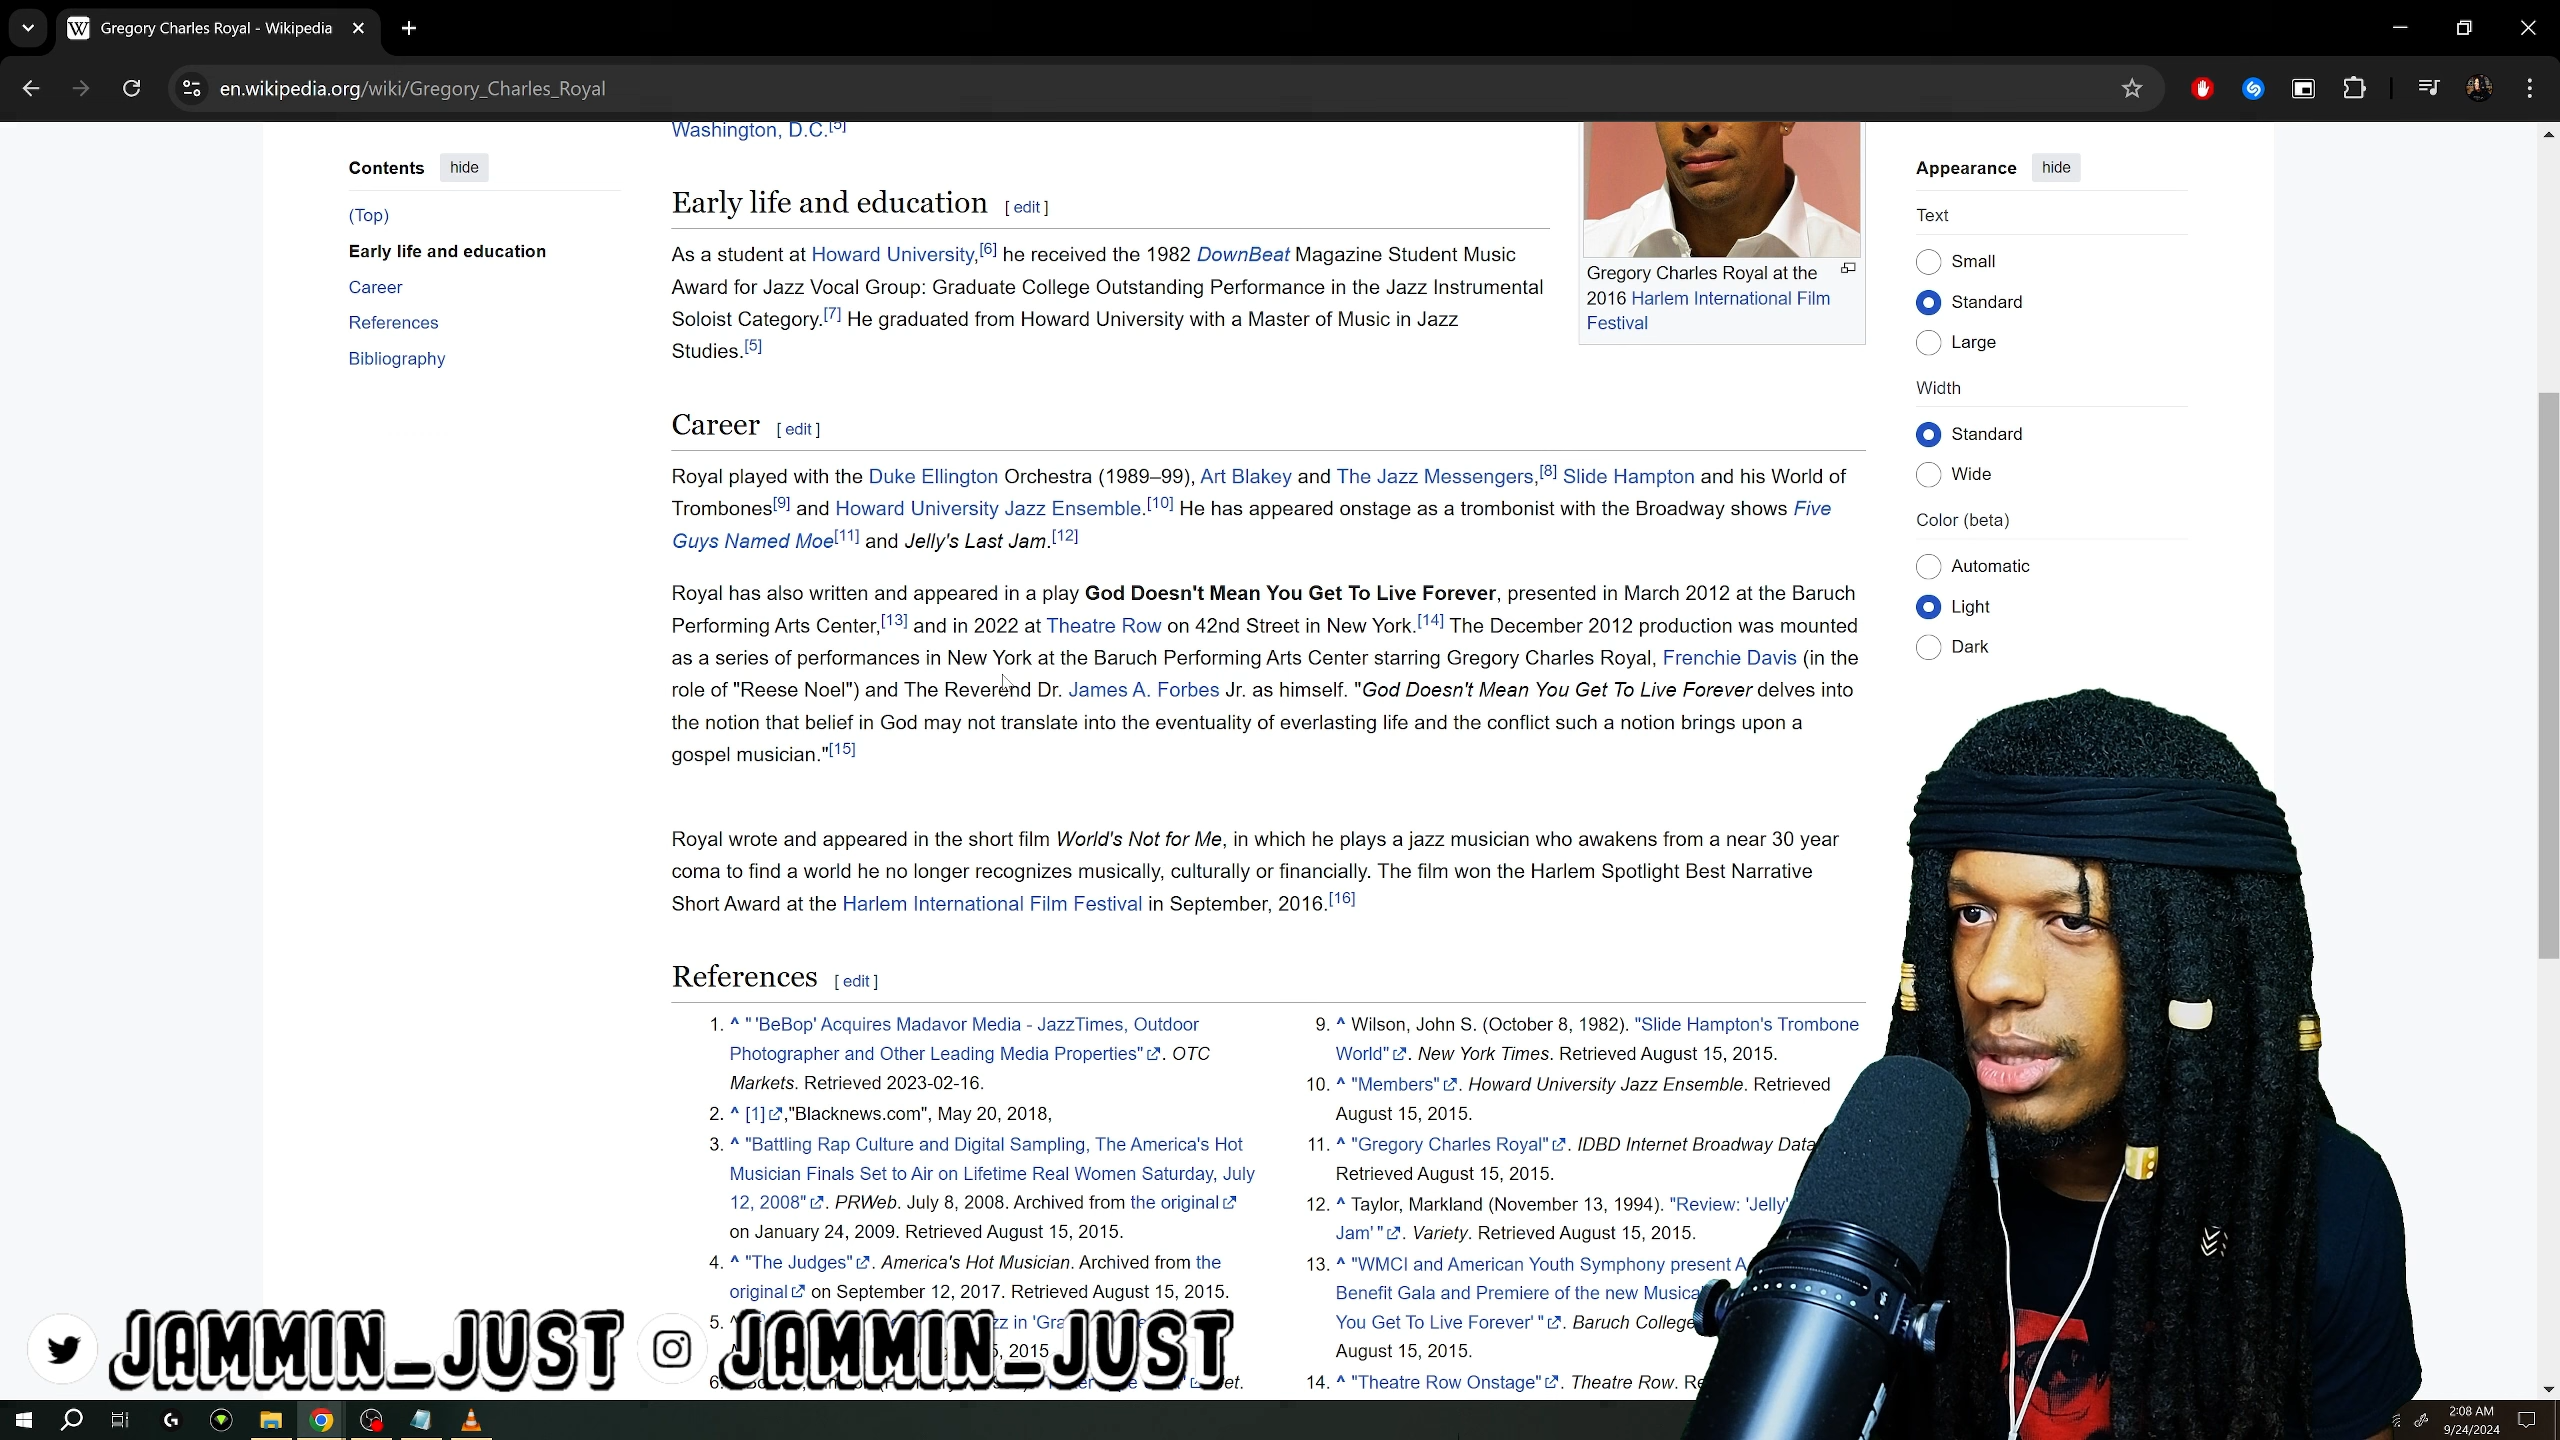 Gregory Charles Royal - Wikipedia
en.wikipedia.org/wiki/Gregory_Charles_Royal
Washington, D.C.[5]
Contents hide
(Top)
Early life and education
Career
References
Bibliography
Early life and education [ edit ]
As a student at Howard University,[6] he received the 1982 DownBeat Magazine Student Music
Award for Jazz Vocal Group: Graduate College Outstanding Performance in the Jazz Instrumental
Soloist Category.[7] He graduated from Howard University with a Master of Music in Jazz
Studies.[5]
Gregory Charles Royal at the
2016 Harlem International Film
Festival
Career [ edit ]
Royal played with the Duke Ellington Orchestra (1989–99), Art Blakey and The Jazz Messengers,[8] Slide Hampton and his World of
Trombones[9] and Howard University Jazz Ensemble.[10] He has appeared onstage as a trombonist with the Broadway shows Five
Guys Named Moe[11] and Jelly's Last Jam.[12]
Royal has also written and appeared in a play God Doesn't Mean You Get To Live Forever, presented in March 2012 at the Baruch
Performing Arts Center,[13] and in 2022 at Theatre Row on 42nd Street in New York.[14] The December 2012 production was mounted
as a series of performances in New York at the Baruch Performing Arts Center starring Gregory Charles Royal, Frenchie Davis (in the
role of "Reese Noel") and The Reverend Dr. James A. Forbes Jr. as himself. "God Doesn't Mean You Get To Live Forever delves into
the notion that belief in God may not translate into the eventuality of everlasting life and the conflict such a notion brings upon a
gospel musician."[15]
Royal wrote and appeared in the short film World's Not for Me, in which he plays a jazz musician who awakens from a near 30 year
coma to find a world he no longer recognizes musically, culturally or financially. The film won the Harlem Spotlight Best Narrative
Short Award at the Harlem International Film Festival in September, 2016.[16]
References [ edit ]
1. ^ " 'BeBop' Acquires Madavor Media - JazzTimes, Outdoor
Photographer and Other Leading Media Properties". OTC
Markets. Retrieved 2023-02-16.
2. ^ [1],"Blacknews.com", May 20, 2018,
3. ^ "Battling Rap Culture and Digital Sampling, The America's Hot
Musician Finals Set to Air on Lifetime Real Women Saturday, July
12, 2008". PRWeb. July 8, 2008. Archived from the original
on January 24, 2009. Retrieved August 15, 2015.
4. ^ "The Judges". America's Hot Musician. Archived from the
original on September 12, 2017. Retrieved August 15, 2015.
5. ^
6.
9. ^ Wilson, John S. (October 8, 1982). "Slide Hampton's Trombone
World". New York Times. Retrieved August 15, 2015.
10. ^ "Members". Howard University Jazz Ensemble. Retrieved
August 15, 2015.
11. ^ "Gregory Charles Royal". IDBD Internet Broadway Data
Retrieved August 15, 2015.
12. ^ Taylor, Markland (November 13, 1994). "Review: 'Jelly'
Jam' ". Variety. Retrieved August 15, 2015.
13. ^ "WMCI and American Youth Symphony present A
Benefit Gala and Premiere of the new Musica
You Get To Live Forever' ". Baruch College
August 15, 2015.
14. ^ "Theatre Row Onstage". Theatre Row. Re
Appearance hide
Text
Small
Standard
Large
Width
Standard
Wide
Color (beta)
Automatic
Light
Dark
JAMMIN_JUST JAMMIN_JUST
2:08 AM
9/24/2024